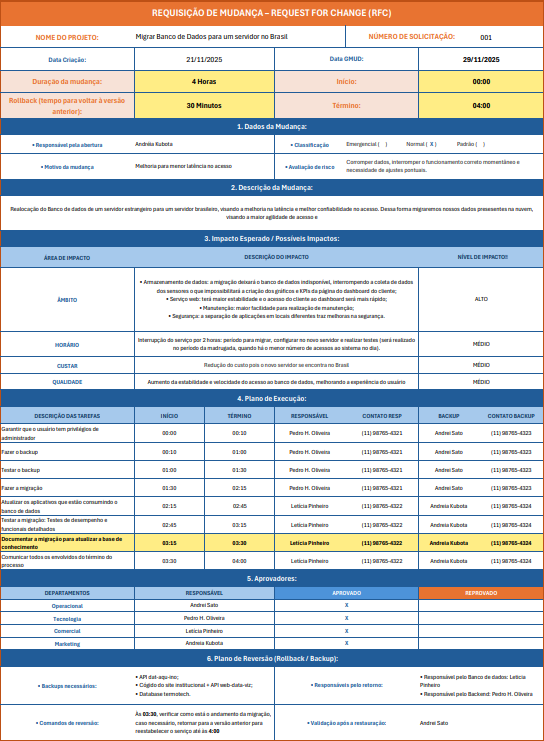 REQUISIÇÃO DE MUDANÇA – REQUEST FOR CHANGE (RFC)
NOME DO PROJETO: Migrar Banco de Dados para um servidor no Brasil NÚMERO DE SOLICITAÇÃO: 001
Data Criação: 21/11/2025 Data GMUD: 29/11/2025
Duração da mudança: 4 Horas Início: 00:00
Rollback (tempo para voltar à versão
anterior): 30 Minutos Término: 04:00
1. Dados da Mudança:
• Responsável pela abertura Andréia Kubota • Classificação Emergencial ( ) Normal ( X ) Padrão ( )
• Motivo da mudança Melhoria para menor latência no acesso • Avaliação de risco Corromper dados, interromper o funcionamento correto momentâneo e
necessidade de ajustes pontuais.
2. Descrição da Mudança:
Realocação do Banco de dados de um servidor estrangeiro para um servidor brasileiro, visando a melhoria na latência e melhor confiabilidade no acesso. Dessa forma migraremos nossos dados presesentes na nuvem,
visando a maior agilidade de acesso e
3. Impacto Esperado / Possíveis Impactos:
ÁREA DE IMPACTO DESCRIÇÃO DO IMPACTO NÍVEL DE IMPACTO!!
ÂMBITO
• Armazenamento de dados: a migração deixará o banco de dados indisponível, interrompendo a coleta de dados
dos sensores o que impossibilitará a criação dos gráficos e KPIs da página do dashboard do cliente;
• Serviço web: terá maior estabilidade e o acesso do cliente ao dashboard será mais rápido;
• Manutenção: maior facilidade para realização de manutenção;
• Segurança: a separação de aplicações em locais diferentes traz melhoras na segurança.
ALTO
HORÁRIO
Interrupção do serviço por 2 horas: período para migrar, configurar no novo servidor e realizar testes (será realizado
no período da madrugada, quando há o menor número de acessos ao sistema no dia).
MÉDIO
CUSTAR Redução do custo pois o novo servidor se encontra no Brasil MÉDIO
QUALIDADE Aumento da estabilidade e velocidade do acesso ao banco de dados, melhorando a experiência do usuário MÉDIO
4. Plano de Execução:
DESCRIÇÃO DAS TAREFAS INÍCIO TÉRMINO RESPONSÁVEL CONTATO RESP BACKUP CONTATO BACKUP
Garantir que o usuário tem privilégios de
administrador 00:00 00:10 Pedro H. Oliveira (11) 98765-4321 Andrei Sato (11) 98765-4323
Fazer o backup 00:10 01:00 Pedro H. Oliveira (11) 98765-4321 Andrei Sato (11) 98765-4323
Testar o backup 01:00 01:30 Pedro H. Oliveira (11) 98765-4321 Andrei Sato (11) 98765-4323
Fazer a migração 01:30 02:15 Pedro H. Oliveira (11) 98765-4321 Andrei Sato (11) 98765-4323
Atualizar os aplicativos que estão consumindo o
banco de dados 02:15 02:45 Letícia Pinheiro (11) 98765-4322 Andreia Kubota (11) 98765-4324
Testar a migração: Testes de desempenho e
funcionais detalhados 02:45 03:15 Letícia Pinheiro (11) 98765-4322 Andreia Kubota (11) 98765-4324
Documentar a migração para atualizar a base de
conhecimento 03:15 03:30 Letícia Pinheiro (11) 98765-4322 Andreia Kubota (11) 98765-4324
Comunicar todos os envolvidos do término do
processo 03:30 04:00 Letícia Pinheiro (11) 98765-4322 Andreia Kubota (11) 98765-4324
5. Aprovadores:
DEPARTAMENTOS RESPONSÁVEL APROVADO REPROVADO
Operacional Andrei Sato X
Tecnologia Pedro H. Oliveira X
Comercial Letícia Pinheiro X
Marketing Andreia Kubota X
6. Plano de Reversão (Rollback / Backup):
• Backups necessários:
• API dat-aqu-ino;
• Cógido do site institucional + API web-data-viz;
• Database termotech.
• Responsáveis pelo retorno:
• Responsável pelo Banco de dados: Letícia
Pinheiro
• Responsável pelo Backend: Pedro H. Oliveira
• Comandos de reversão:
Às 03:30, verificar como está o andamento da migração,
caso necessário, retornar para a versão anterior para
reestabelecer o serviço até às 4:00
• Validação após a restauração: Andrei Sato